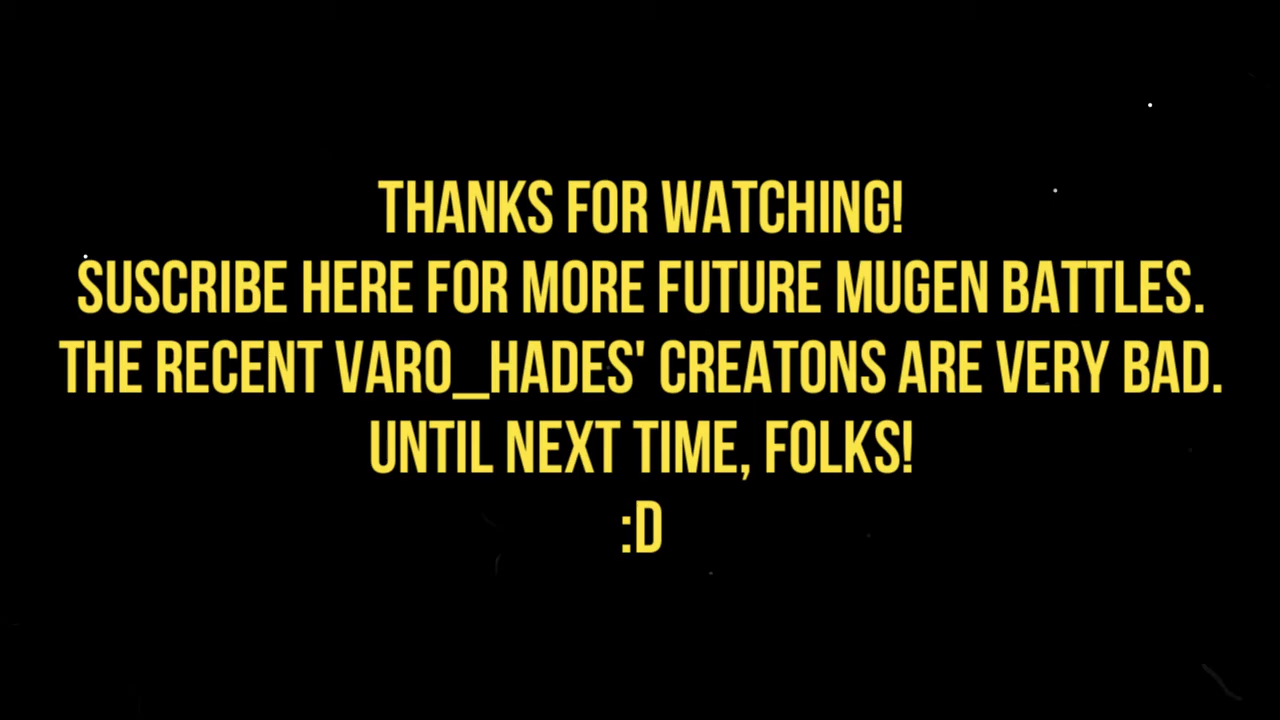 THANKS FOR WATCHING!
SUSCRIBE HERE FOR MORE FUTURE MUGEN BATTLES.
THE RECENT VARO_HADES' CREATONS ARE VERY BAD.
UNTIL NEXT TIME, FOLKS!
:D